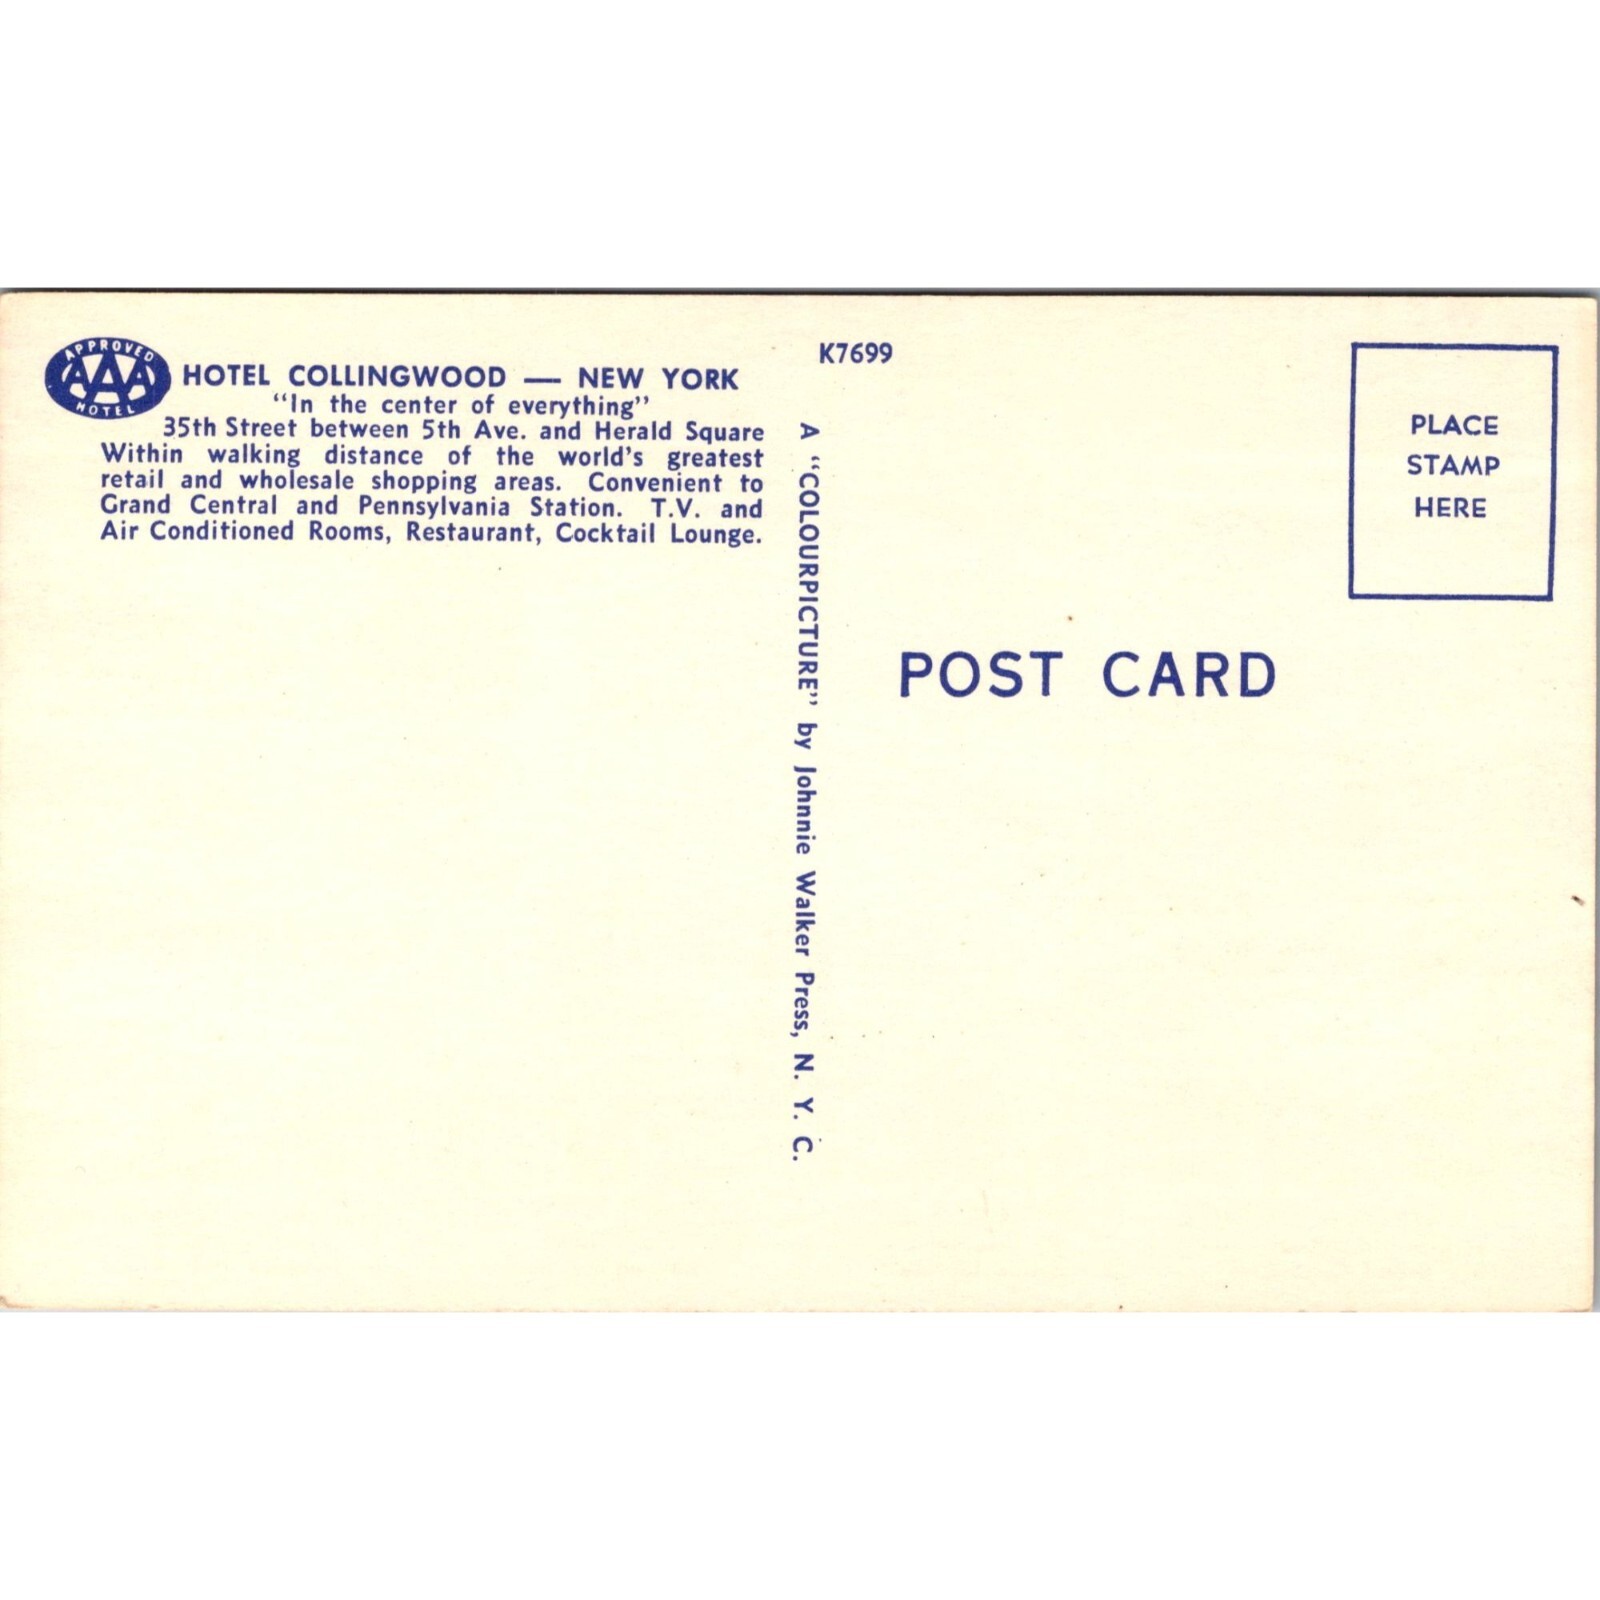 APPROVED
AAA
HOTEL
HOTEL COLLINGWOOD — NEW YORK
“In the center of everything”
35th Street between 5th Ave. and Herald Square
Within walking distance of the world's greatest
retail and wholesale shopping areas. Convenient to
Grand Central and Pennsylvania Station. T.V. and
Air Conditioned Rooms, Restaurant, Cocktail Lounge.
A “COLOURPICTURE” by Johnnie Walker Press, N. Y. C.
K7699
PLACE
STAMP
HERE
POST CARD